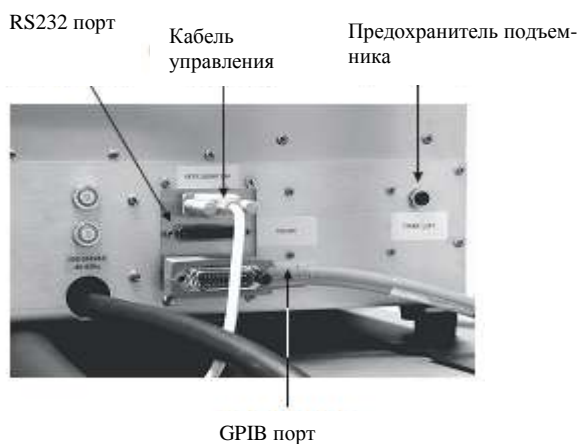 RS232 порт
Кабель
управления
Предохранитель подъем-
ника
GPIB порт